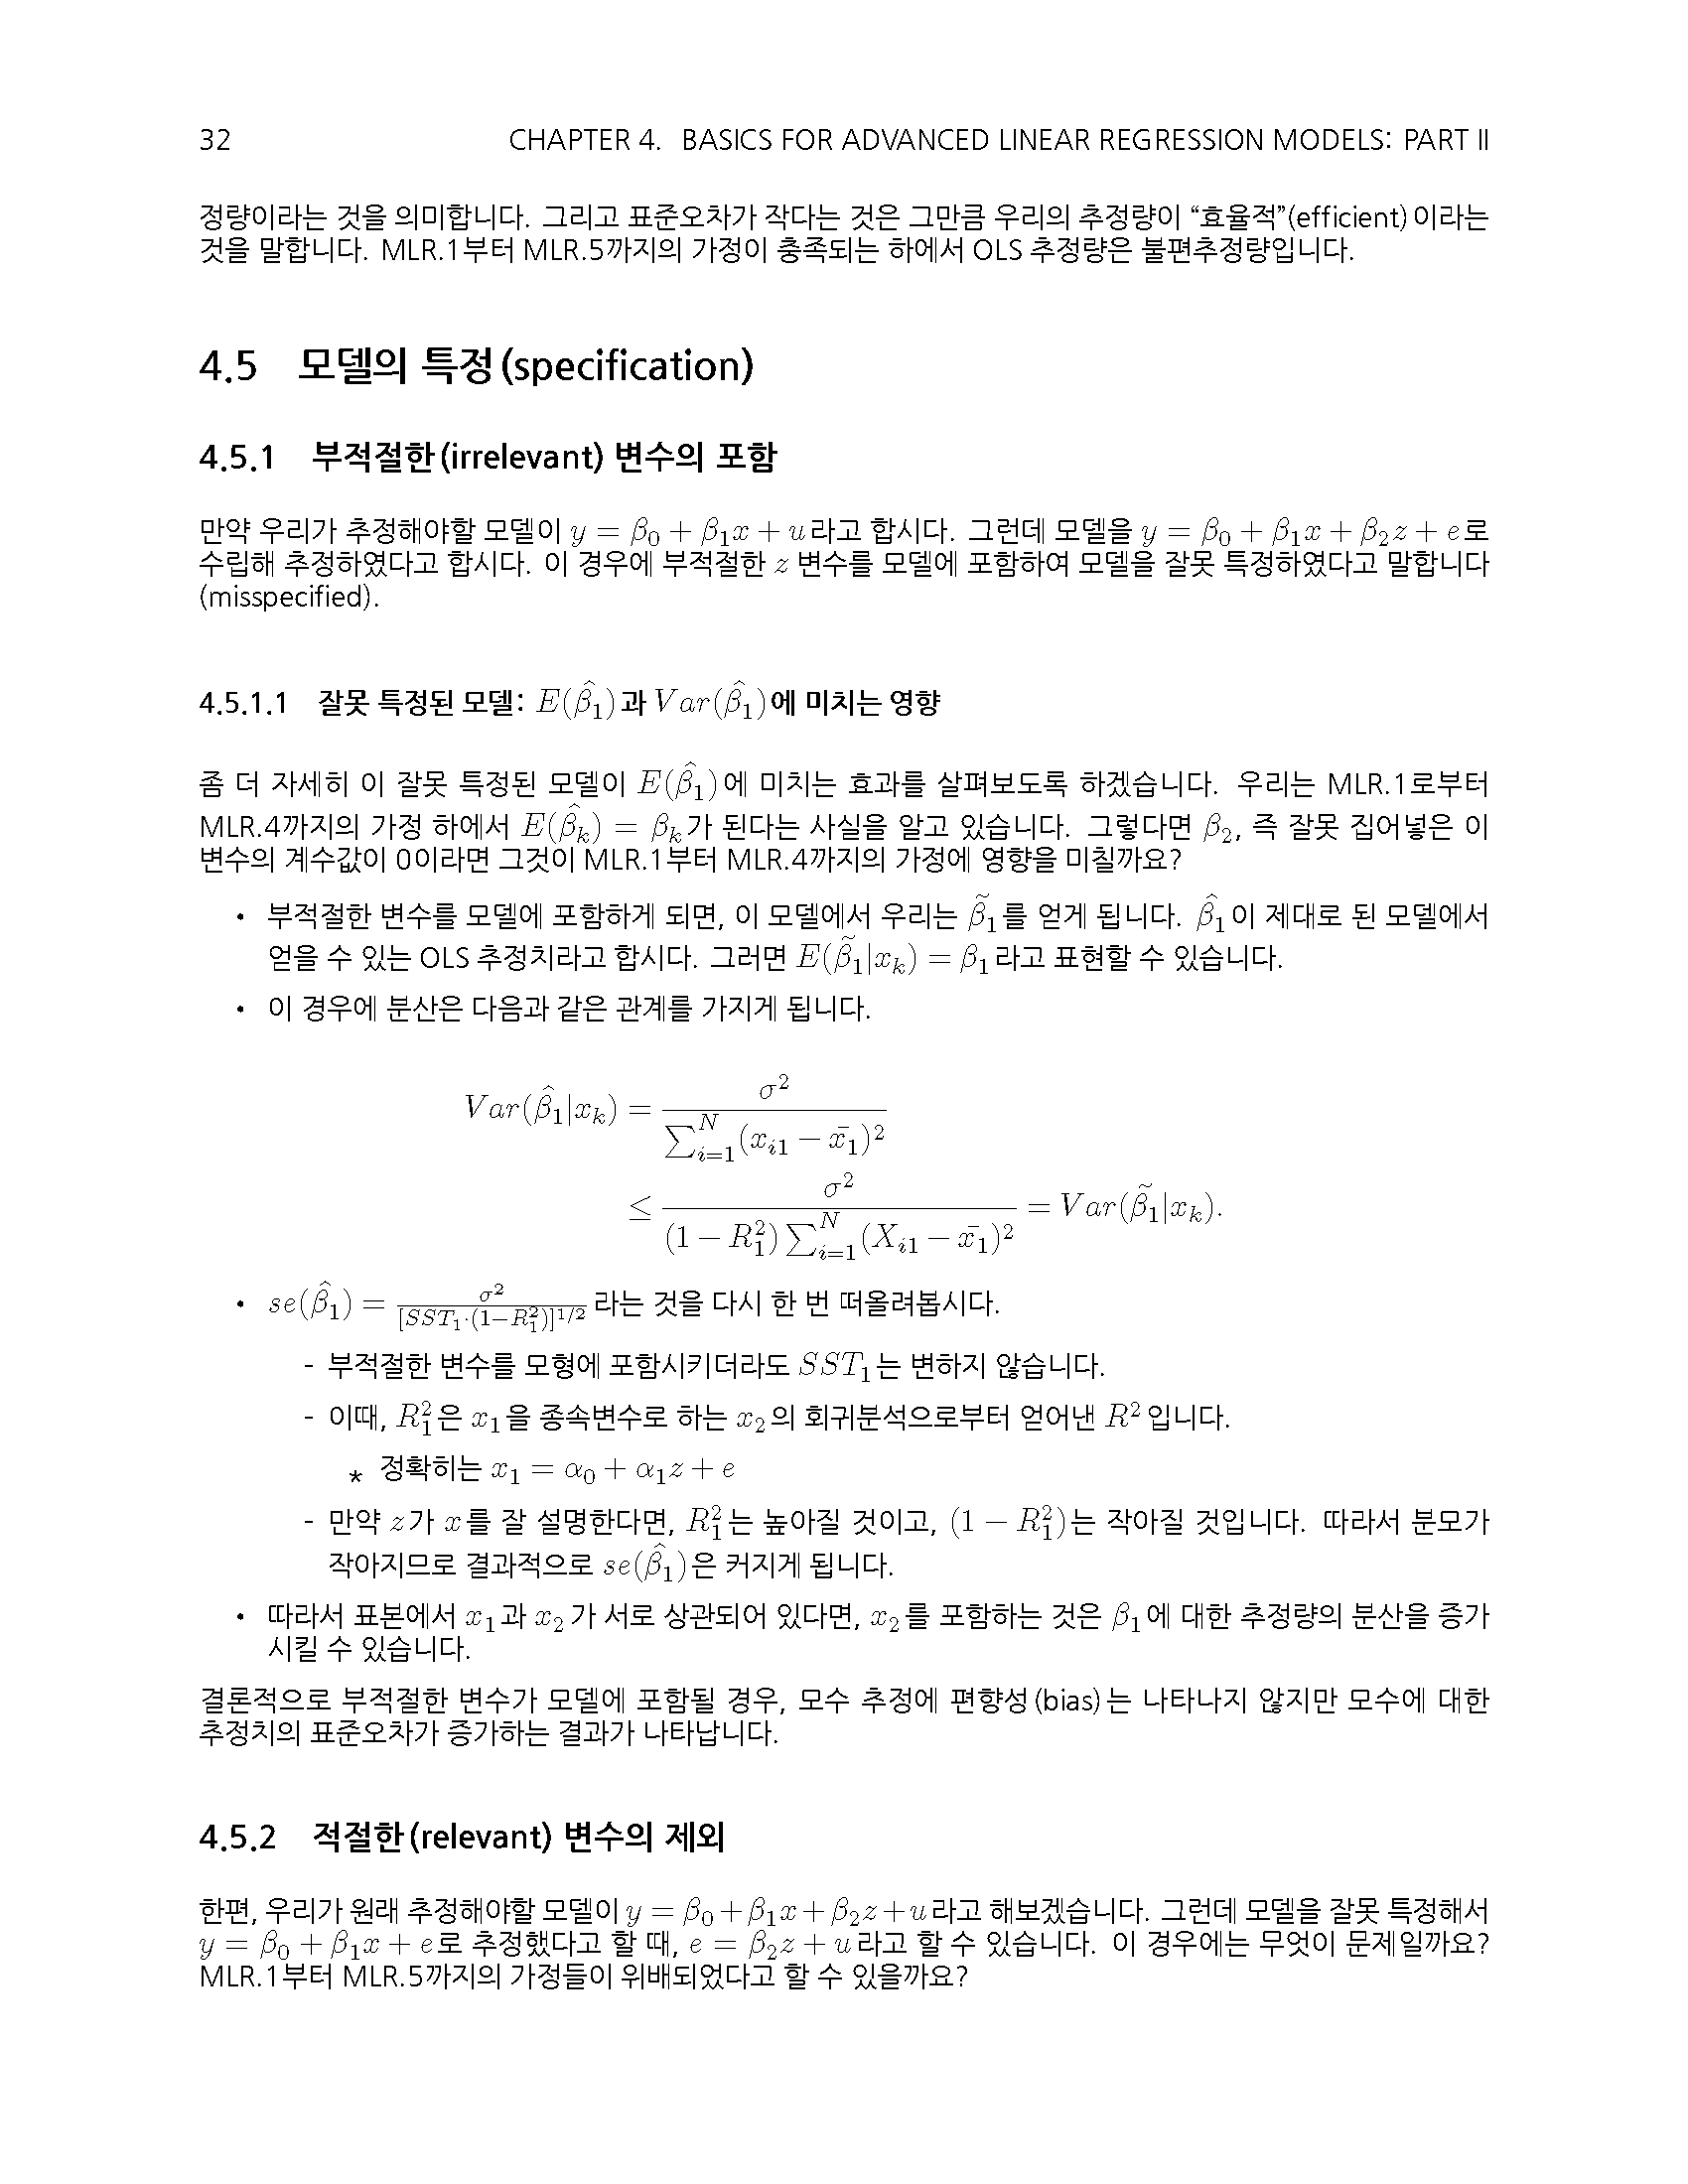 32 CHAPTER 4. BASICS FOR ADVANCED LINEAR REGRESSION MODELS: PART II
정량이라는 것을 의미합니다. 그리고 표준오차가 작다는 것은 그만큼 우리의 추정량이 “효율적”(efficient)이라는
것을 말합니다. MLR.1부터 MLR.5까지의 가정이 충족되는 하에서 OLS 추정량은 불편추정량입니다.
4.5 모델의 특정(specification)
4.5.1 부적절한(irrelevant) 변수의 포함
만약 우리가 추정해야할 모델이 $y = \beta_0 + \beta_1 x + u$라고 합시다. 그런데 모델을 $y = \beta_0 + \beta_1 x + \beta_2 z + e$로
수립해 추정하였다고 합시다. 이 경우에 부적절한 $z$ 변수를 모델에 포함하여 모델을 잘못 특정하였다고 말합니다
(misspecified).
4.5.1.1 잘못 특정된 모델: $E(\hat{\beta_1})$과 $Var(\hat{\beta_1})$에 미치는 영향
좀 더 자세히 이 잘못 특정된 모델이 $E(\hat{\beta_1})$에 미치는 효과를 살펴보도록 하겠습니다. 우리는 MLR.1로부터
MLR.4까지의 가정 하에서 $E(\hat{\beta_k}) = \beta_k$가 된다는 사실을 알고 있습니다. 그렇다면 $\beta_2$, 즉 잘못 집어넣은 이
변수의 계수값이 0이라면 그것이 MLR.1부터 MLR.4까지의 가정에 영향을 미칠까요?
• 부적절한 변수를 모델에 포함하게 되면, 이 모델에서 우리는 $\tilde{\beta_1}$를 얻게 됩니다. $\hat{\beta_1}$이 제대로 된 모델에서
얻을 수 있는 OLS 추정치라고 합시다. 그러면 $E(\tilde{\beta_1}|x_k) = \beta_1$라고 표현할 수 있습니다.
• 이 경우에 분산은 다음과 같은 관계를 가지게 됩니다.
$Var(\hat{\beta_1}|x_k) = \frac{\sigma^2}{\sum_{i=1}^{N}(x_{i1} - \bar{x_1})^2}$
$\leq \frac{\sigma^2}{(1 - R_1^2)\sum_{i=1}^{N}(X_{i1} - \bar{x_1})^2} = Var(\tilde{\beta_1}|x_k).$
• $se(\hat{\beta_1}) = \frac{\sigma^2}{[SST_1 \cdot (1-R_1^2)]^{1/2}}$라는 것을 다시 한 번 떠올려봅시다.
- 부적절한 변수를 모형에 포함시키더라도 $SST_1$는 변하지 않습니다.
- 이때, $R_1^2$은 $x_1$을 종속변수로 하는 $x_2$의 회귀분석으로부터 얻어낸 $R^2$입니다.
⋆ 정확히는 $x_1 = \alpha_0 + \alpha_1 z + e$
- 만약 $z$가 $x$를 잘 설명한다면, $R_1^2$는 높아질 것이고, $(1 - R_1^2)$는 작아질 것입니다. 따라서 분모가
작아지므로 결과적으로 $se(\hat{\beta_1})$은 커지게 됩니다.
• 따라서 표본에서 $x_1$과 $x_2$가 서로 상관되어 있다면, $x_2$를 포함하는 것은 $\beta_1$에 대한 추정량의 분산을 증가
시킬 수 있습니다.
결론적으로 부적절한 변수가 모델에 포함될 경우, 모수 추정에 편향성(bias)는 나타나지 않지만 모수에 대한
추정치의 표준오차가 증가하는 결과가 나타납니다.
4.5.2 적절한(relevant) 변수의 제외
한편, 우리가 원래 추정해야할 모델이 $y = \beta_0 + \beta_1 x + \beta_2 z + u$라고 해보겠습니다. 그런데 모델을 잘못 특정해서
$y = \beta_0 + \beta_1 x + e$로 추정했다고 할 때, $e = \beta_2 z + u$라고 할 수 있습니다. 이 경우에는 무엇이 문제일까요?
MLR.1부터 MLR.5까지의 가정들이 위배되었다고 할 수 있을까요?